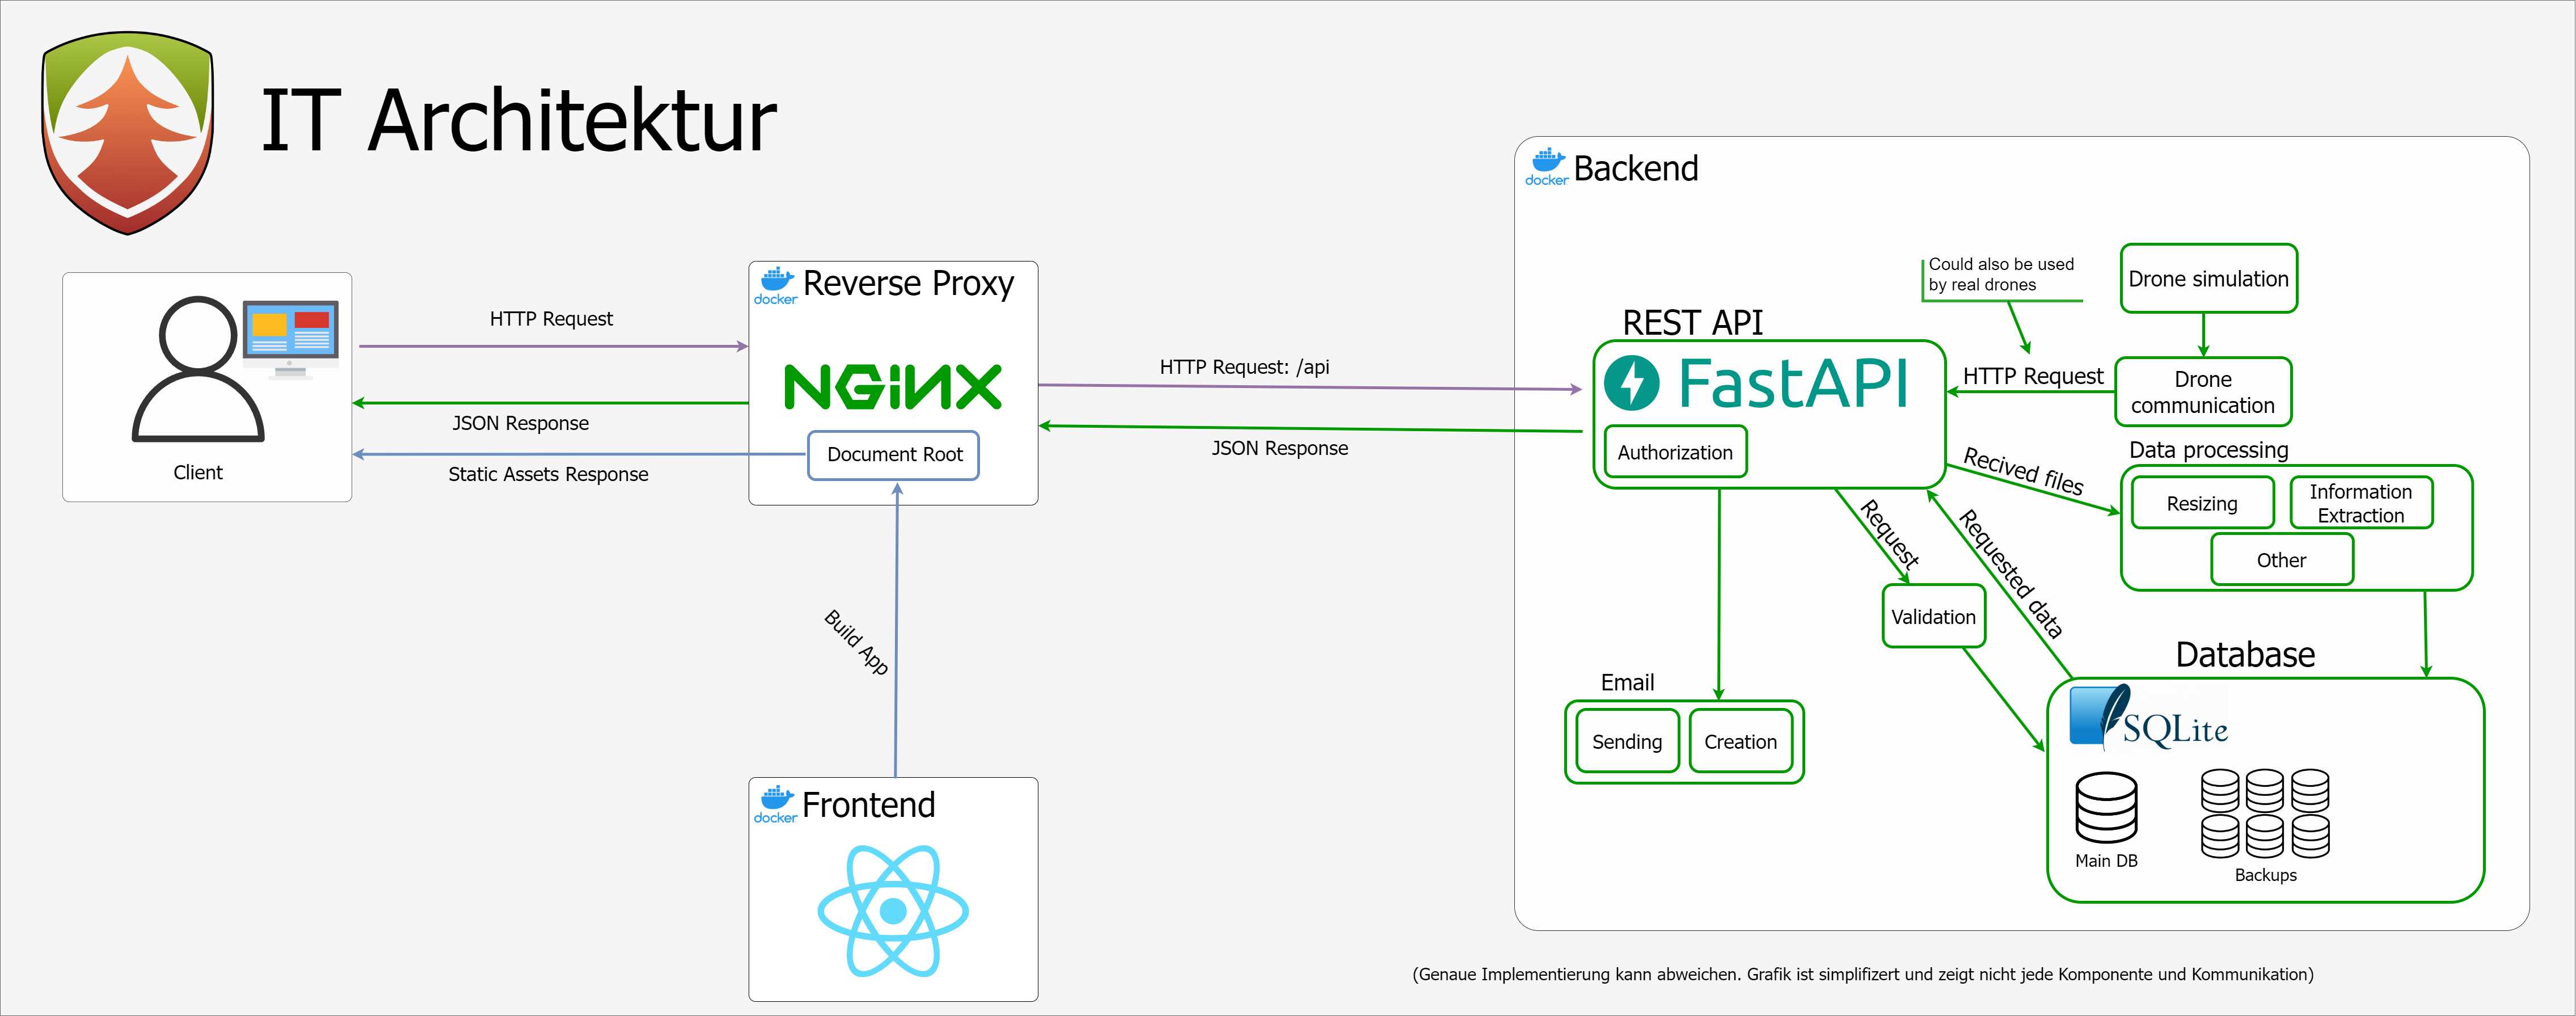 IT Architektur
docker
Backend
Could also be used
by real drones
Drone simulation
docker
Reverse Proxy
HTTP Request
REST API
NGiNX
HTTP Request: /api
FastAPI
HTTP Request
Drone
communication
JSON Response
Document Root
JSON Response
Authorization
Data processing
Recived files
Client
Static Assets Response
Resizing
Information
Extraction
Other
Request
Requested data
Validation
Build App
Database
Email
Sending
Creation
SQLite
docker
Frontend
Main DB
Backups
(Genaue Implementierung kann abweichen. Grafik ist simplifizert und zeigt nicht jede Komponente und Kommunikation)